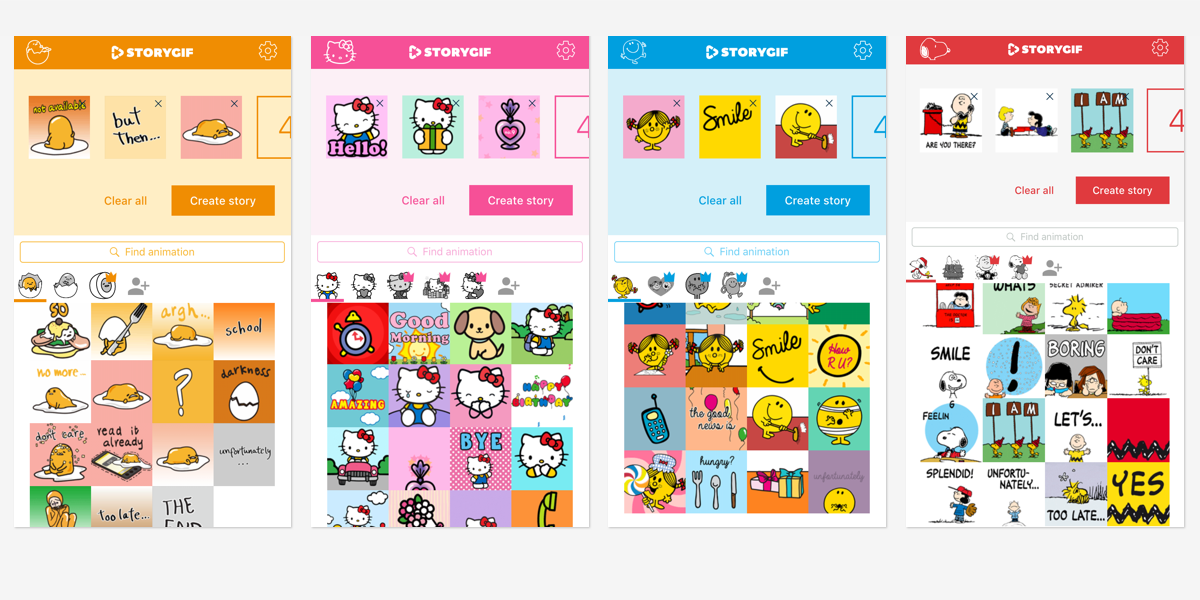 STORYGIF
not available
but
then...
4
Clear all
Create story
Find animation
SO
argh...
school
no more...
darkness
?
don't care
read it
already
unfortunately
...
too late...
THE
END
STORYGIF
Hello!
4
Clear all
Create story
Find animation
Good
Morning
AMAZING
HAPPY
BIRTHDAY
BYE
STORYGIF
Smile
4
Clear all
Create story
Find animation
Smile
How
R U?
the good
news is
hungry?
unfortunately
STORYGIF
ARE YOU THERE?
I AM
4
Clear all
Create story
Find animation
WHAT'S
SECRET ADMIRER
SMILE
!
BORING
DON'T
CARE
FEELIN
I AM
LET'S...
SPLENDID!
UNFORTU-
NATELY...
TOO LATE...
YES